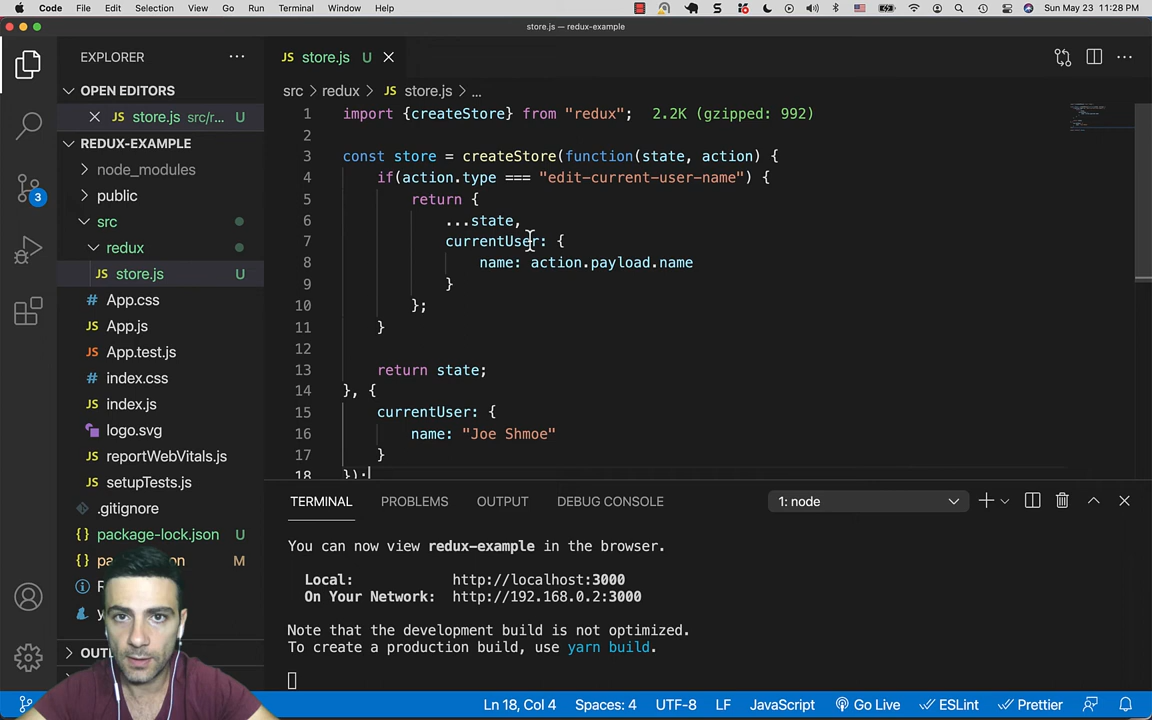 Code File Edit Selection View Go Run Terminal Window Help Sun May 23 11:28 PM
store.js — redux-example
EXPLORER
OPEN EDITORS
JS store.js src/r... U
REDUX-EXAMPLE
node_modules
public
src
redux
JS store.js U
# App.css
JS App.js
JS App.test.js
# index.css
JS index.js
logo.svg
JS reportWebVitals.js
JS setupTests.js
.gitignore
{} package-lock.json U
M
3
JS store.js U
src > redux > JS store.js > ...
1 import {createStore} from "redux"; 2.2K (gzipped: 992)
2
3 const store = createStore(function(state, action) {
4 if(action.type === "edit-current-user-name") {
5 return {
6 ...state,
7 currentUser: {
8 name: action.payload.name
9 }
10 };
11 }
12
13 return state;
14 }, {
15 currentUser: {
16 name: "Joe Shmoe"
17 }
18 });
TERMINAL PROBLEMS OUTPUT DEBUG CONSOLE 1: node
You can now view redux-example in the browser.
Local: http://localhost:3000
On Your Network: http://192.168.0.2:3000
Note that the development build is not optimized.
To create a production build, use yarn build.
Ln 18, Col 4 Spaces: 4 UTF-8 LF JavaScript Go Live ESLint Prettier